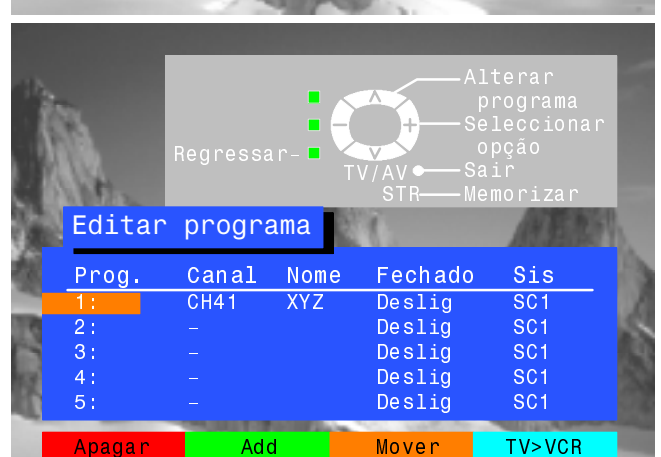 Alterar
programa
Seleccionar
opção
Regressar
TV/AV Sair
STR Memorizar
Editar programa
Prog. Canal Nome Fechado Sis
1: CH41 XYZ Deslig SC1
2: – Deslig SC1
3: – Deslig SC1
4: – Deslig SC1
5: – Deslig SC1
Apagar Add Mover TV>VCR